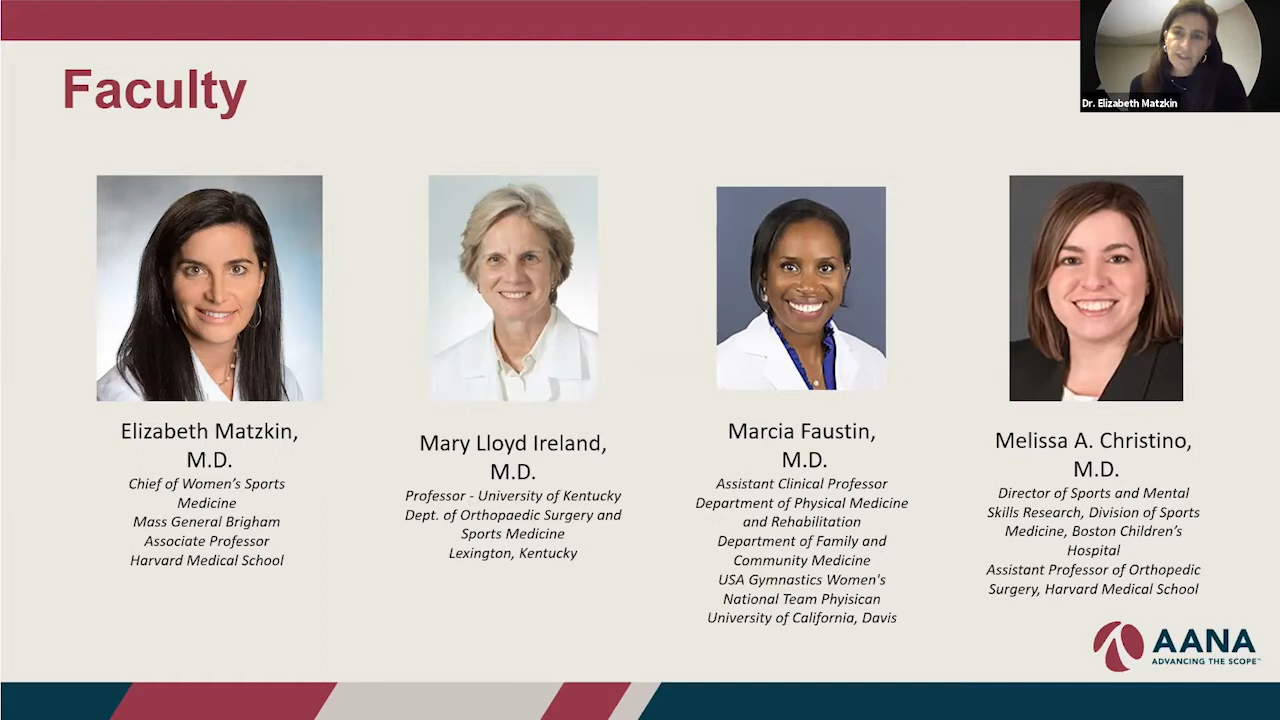 Faculty
Dr. Elizabeth Matzkin
Elizabeth Matzkin,
M.D.
Chief of Women's Sports
Medicine
Mass General Brigham
Associate Professor
Harvard Medical School
Mary Lloyd Ireland,
M.D.
Professor - University of Kentucky
Dept. of Orthopaedic Surgery and
Sports Medicine
Lexington, Kentucky
Marcia Faustin,
M.D.
Assistant Clinical Professor
Department of Physical Medicine
and Rehabilitation
Department of Family and
Community Medicine
USA Gymnastics Women's
National Team Phyisican
University of California, Davis
Melissa A. Christino,
M.D.
Director of Sports and Mental
Skills Research, Division of Sports
Medicine, Boston Children's
Hospital
Assistant Professor of Orthopedic
Surgery, Harvard Medical School
AANA
ADVANCING THE SCOPE™